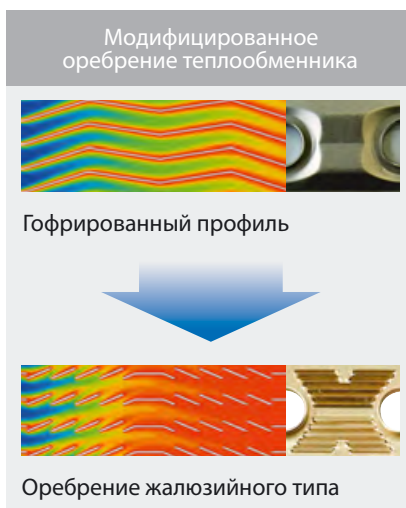 Модифицированное
оребрение теплообменника
Гофрированный профиль
Оребрение жалюзийного типа